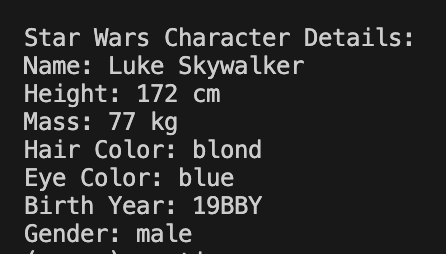 Star Wars Character Details:
Name: Luke Skywalker
Height: 172 cm
Mass: 77 kg
Hair Color: blond
Eye Color: blue
Birth Year: 19BBY
Gender: male